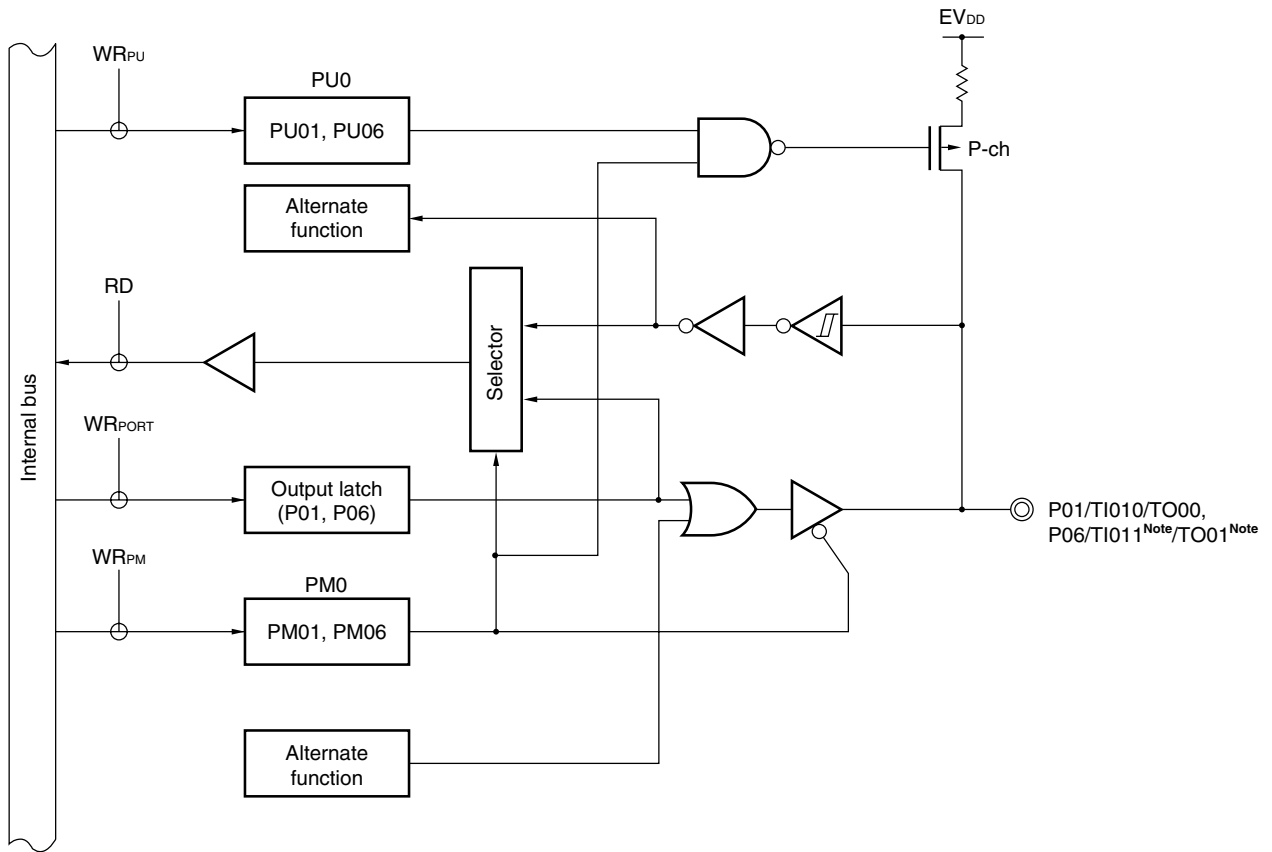 EVDD
WRPU
PU0
PU01, PU06
P-ch
Alternate
function
RD
Selector
Internal bus
WRPORT
Output latch
(P01, P06)
P01/TI010/TO00,
P06/TI011Note/TO01Note
WRPM
PM0
PM01, PM06
Alternate
function